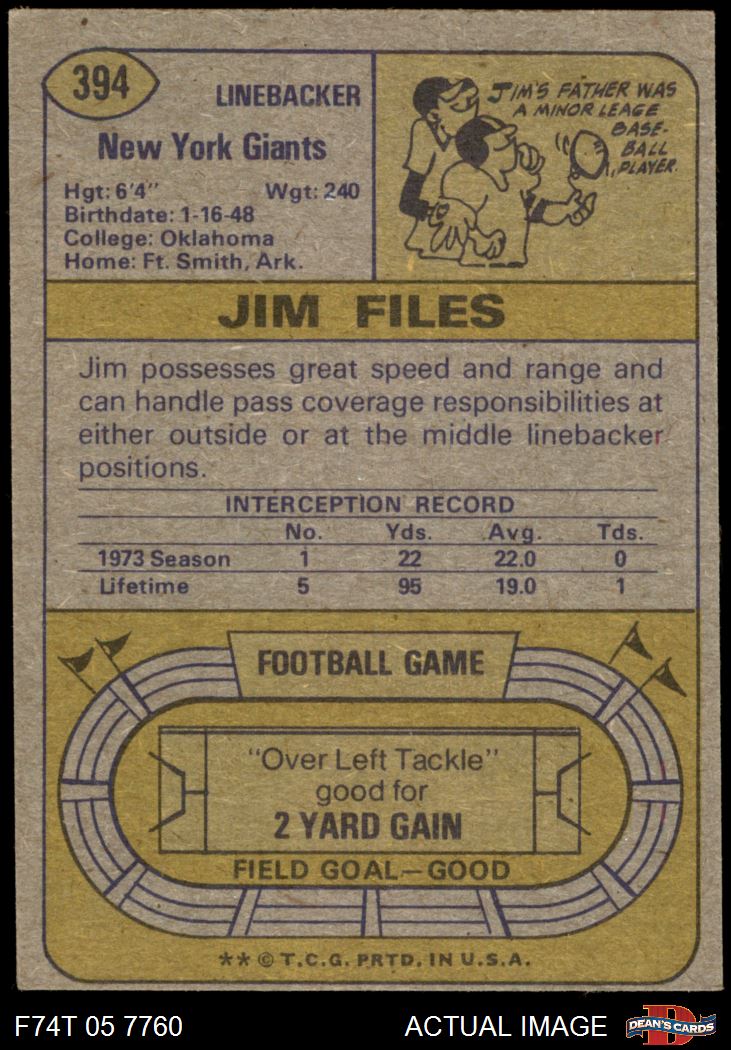 394
LINEBACKER
New York Giants
Hgt: 6'4" Wgt: 240
Birthdate: 1-16-48
College: Oklahoma
Home: Ft. Smith, Ark.
JIM'S FATHER WAS
A MINOR LEAGE
BASE-
BALL
PLAYER.
JIM FILES
Jim possesses great speed and range and
can handle pass coverage responsibilities at
either outside or at the middle linebacker
positions.
INTERCEPTION RECORD
No. Yds. Avg. Tds.
1973 Season 1 22 22.0 0
Lifetime 5 95 19.0 1
FOOTBALL GAME
"Over Left Tackle"
good for
2 YARD GAIN
FIELD GOAL—GOOD
** © T.C.G. PRTD. IN U.S.A.
F74T 05 7760 ACTUAL IMAGE
D
DEAN'S CARDS